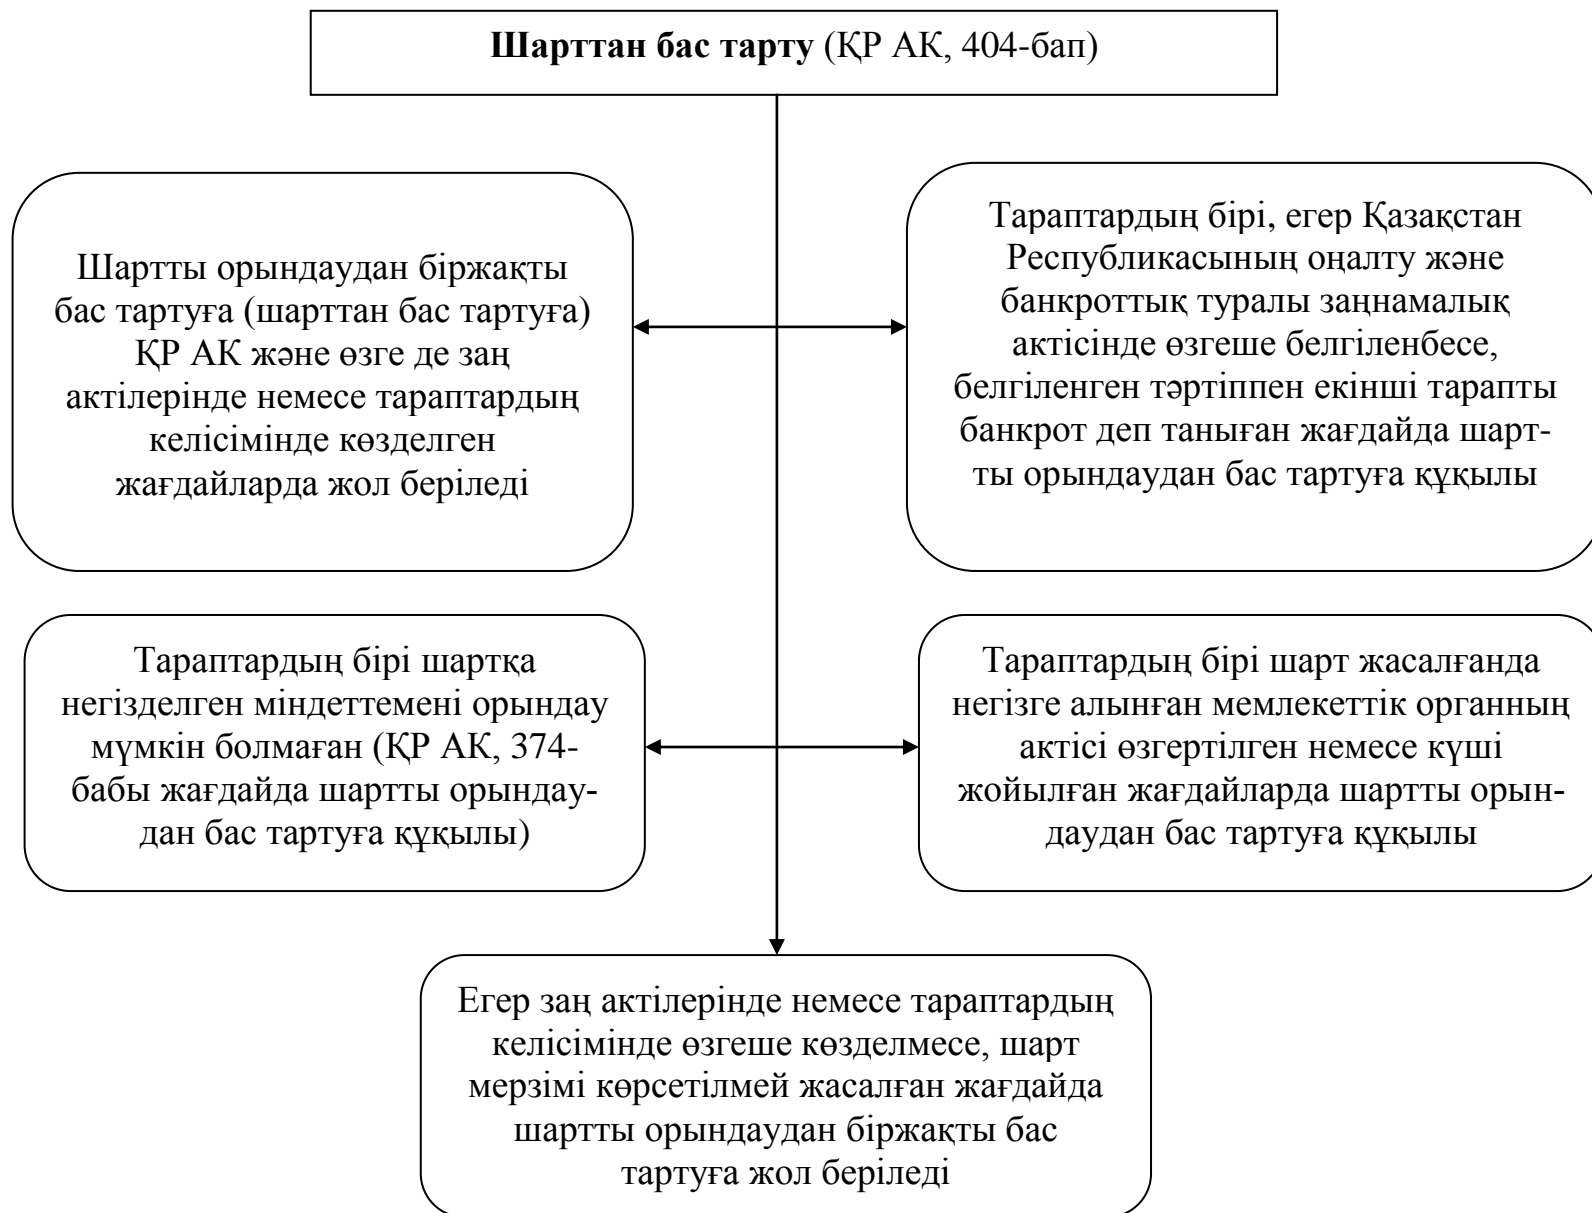 Шарттан бас тарту (ҚР АК, 404-бап)
Шартты орындаудан біржақты
бас тартуға (шарттан бас тартуға)
ҚР АК және өзге де заң
актілерінде немесе тараптардың
келісімінде көзделген
жағдайларда жол беріледі
Тараптардың бірі, егер Қазақстан
Республикасының оңалту және
банкроттық туралы заңнамалық
актісінде өзгеше белгіленбесе,
белгіленген тәртіппен екінші тарапты
банкрот деп таныған жағдайда шарт-
ты орындаудан бас тартуға құқылы
Тараптардың бірі шартқа
негізделген міндеттемені орындау
мүмкін болмаған (ҚР АК, 374-
бабы жағдайда шартты орындау-
дан бас тартуға құқылы)
Тараптардың бірі шарт жасалғанда
негізге алынған мемлекеттік органның
актісі өзгертілген немесе күші
жойылған жағдайларда шартты орын-
даудан бас тартуға құқылы
Егер заң актілерінде немесе тараптардың
келісімінде өзгеше көзделмесе, шарт
мерзімі көрсетілмей жасалған жағдайда
шартты орындаудан біржақты бас
тартуға жол беріледі